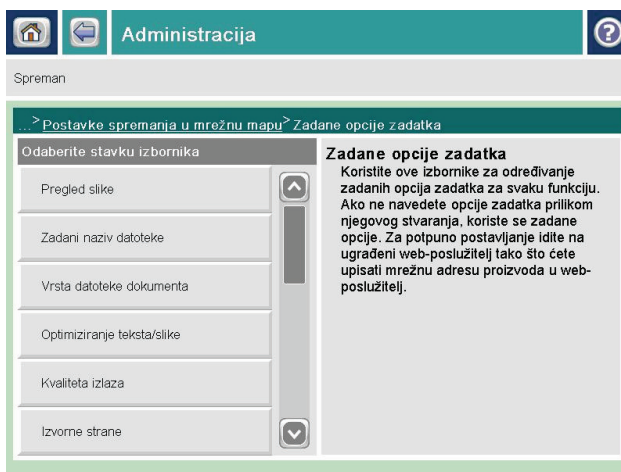 Administracija
?
Spreman
...> Postavke spremanja u mrežnu mapu > Zadane opcije zadatka
Odaberite stavku izbornika
Pregled slike
Zadani naziv datoteke
Vrsta datoteke dokumenta
Optimiziranje teksta/slike
Kvaliteta izlaza
Izvorne strane
Zadane opcije zadatka
Koristite ove izbornike za određivanje
zadanih opcija zadatka za svaku funkciju.
Ako ne navedete opcije zadatka prilikom
njegovog stvaranja, koriste se zadane
opcije. Za potpuno postavljanje idite na
ugrađeni web-poslužitelj tako što ćete
upisati mrežnu adresu proizvoda u web-
poslužitelj.